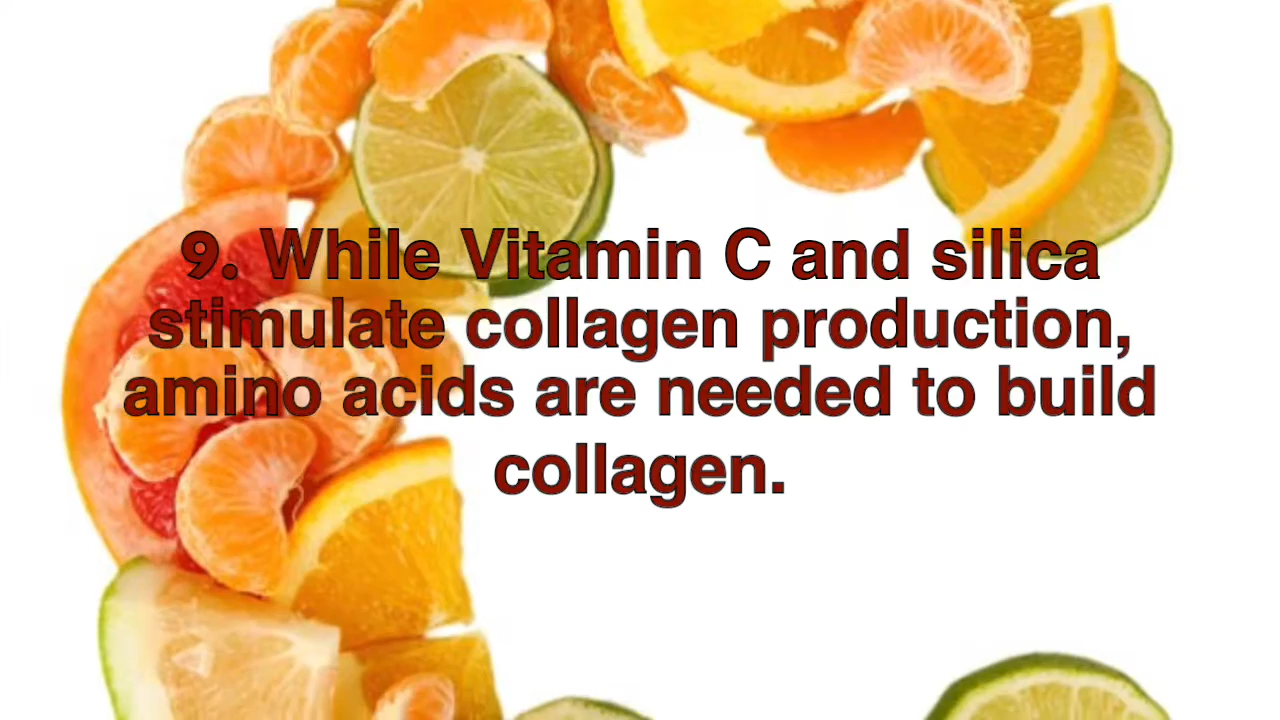 9. While Vitamin C and silica
stimulate collagen production,
amino acids are needed to build
collagen.